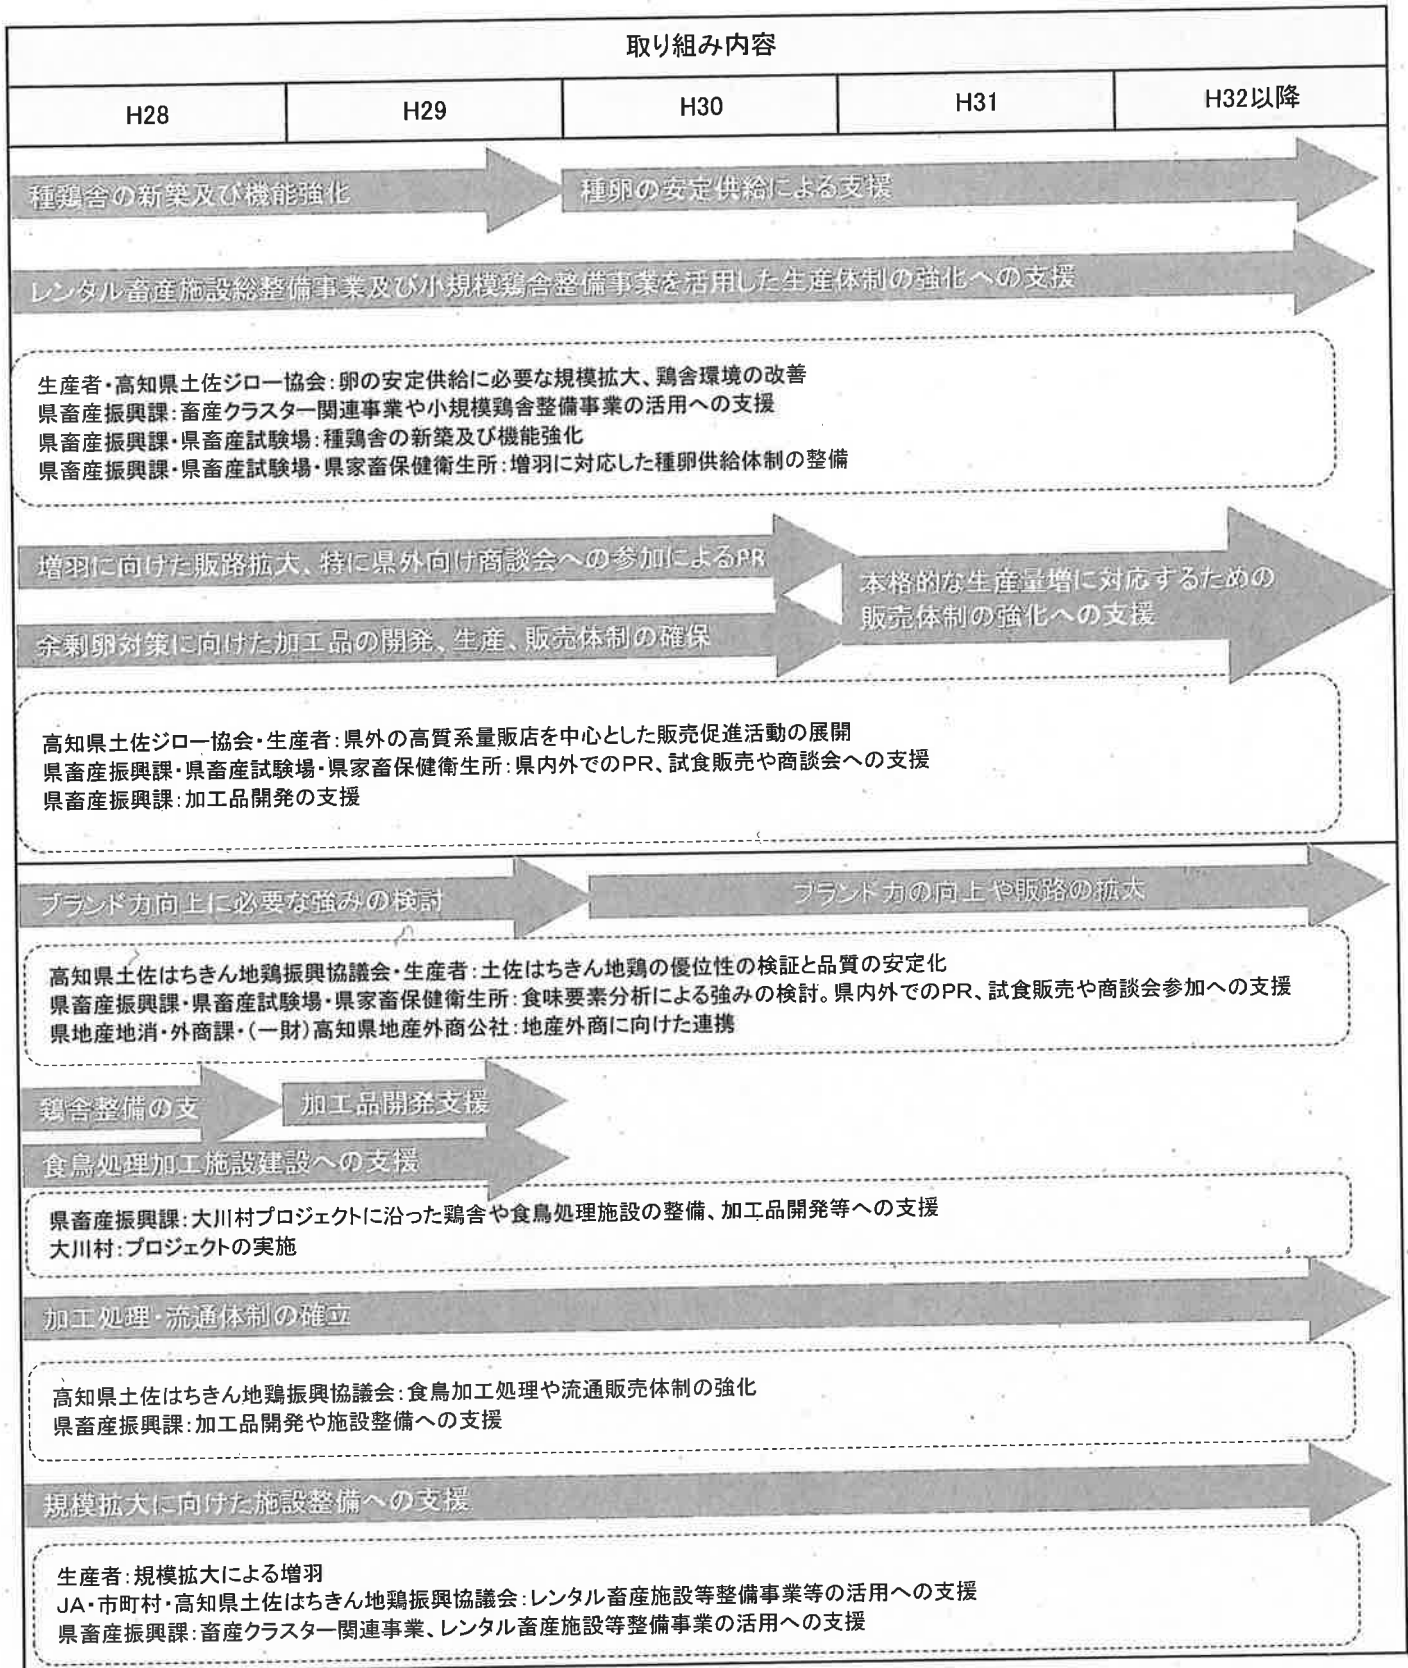 取り組み内容
H28
H29
H30
H31
H32以降
種鶏舎の新築及び機能強化
種卵の安定供給による支援
レンタル畜産施設総整備事業及び小規模鶏舎整備事業を活用した生産体制の強化への支援
生産者・高知県土佐ジロー協会:卵の安定供給に必要な規模拡大、鶏舎環境の改善
県畜産振興課:畜産クラスター関連事業や小規模鶏舎整備事業の活用への支援
県畜産振興課・県畜産試験場:種鶏舎の新築及び機能強化
県畜産振興課・県畜産試験場・県家畜保健衛生所:増羽に対応した種卵供給体制の整備
増羽に向けた販路拡大、特に県外向け商談会への参加によるPR
本格的な生産量増に対応するための
販売体制の強化への支援
余剰卵対策に向けた加工品の開発、生産、販売体制の確保
高知県土佐ジロー協会・生産者:県外の高質系量販店を中心とした販売促進活動の展開
県畜産振興課・県畜産試験場・県家畜保健衛生所:県内外でのPR、試食販売や商談会への支援
県畜産振興課:加工品開発の支援
ブランド力向上に必要な強みの検討
ブランド力の向上や販路の拡大
高知県土佐はちきん地鶏振興協議会・生産者:土佐はちきん地鶏の優位性の検証と品質の安定化
県畜産振興課・県畜産試験場・県家畜保健衛生所:食味要素分析による強みの検討。県内外でのPR、試食販売や商談会参加への支援
県地産地消・外商課・(一財)高知県地産外商公社:地産外商に向けた連携
鶏舎整備の支
加工品開発支援
食鳥処理加工施設建設への支援
県畜産振興課:大川村プロジェクトに沿った鶏舎や食鳥処理施設の整備、加工品開発等への支援
大川村:プロジェクトの実施
加工処理・流通体制の確立
高知県土佐はちきん地鶏振興協議会:食鳥加工処理や流通販売体制の強化
県畜産振興課:加工品開発や施設整備への支援
規模拡大に向けた施設整備への支援
生産者:規模拡大による増羽
JA・市町村・高知県土佐はちきん地鶏振興協議会:レンタル畜産施設等整備事業等の活用への支援
県畜産振興課:畜産クラスター関連事業、レンタル畜産施設等整備事業の活用への支援